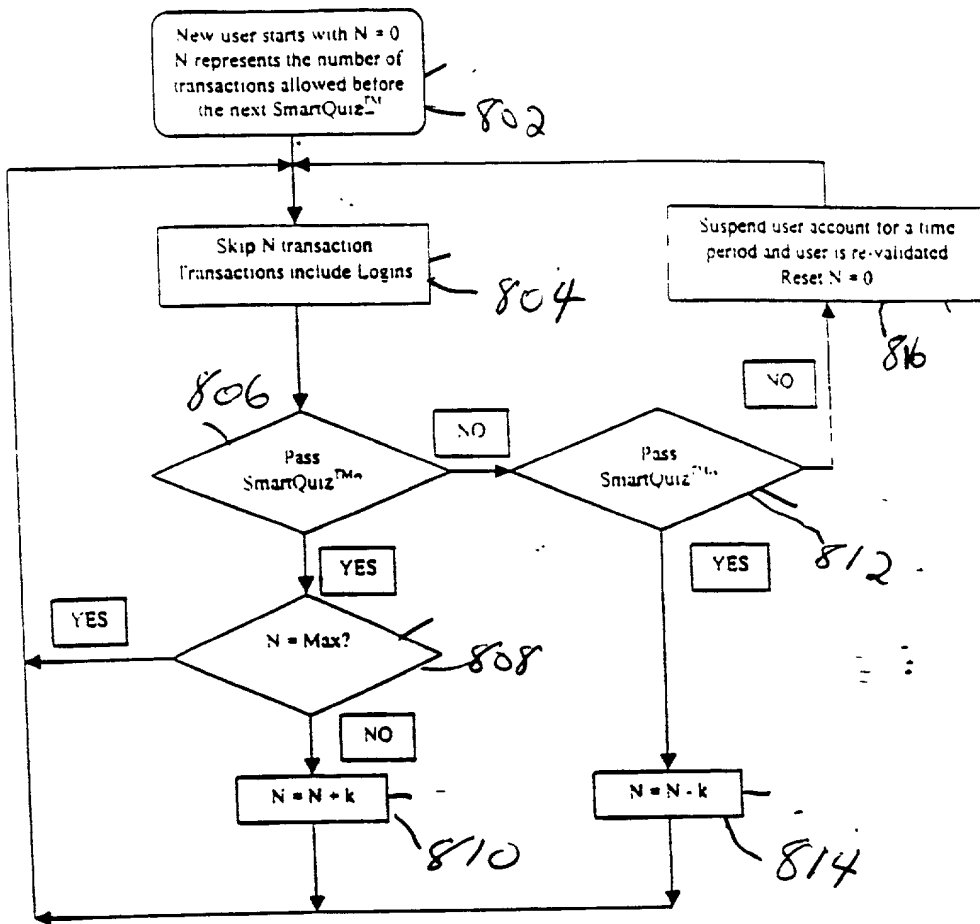 New user starts with N = 0
N represents the number of
transactions allowed before
the next SmartQuiz™
802
Skip N transaction
Transactions include Logins
804
Suspend user account for a time
period and user is re-validated
Reset N = 0
816
806
Pass
SmartQuiz™?
NO
Pass
SmartQuiz™?
NO
812
YES
YES
YES
N = Max?
808
NO
N = N + k
810
N = N - k
814